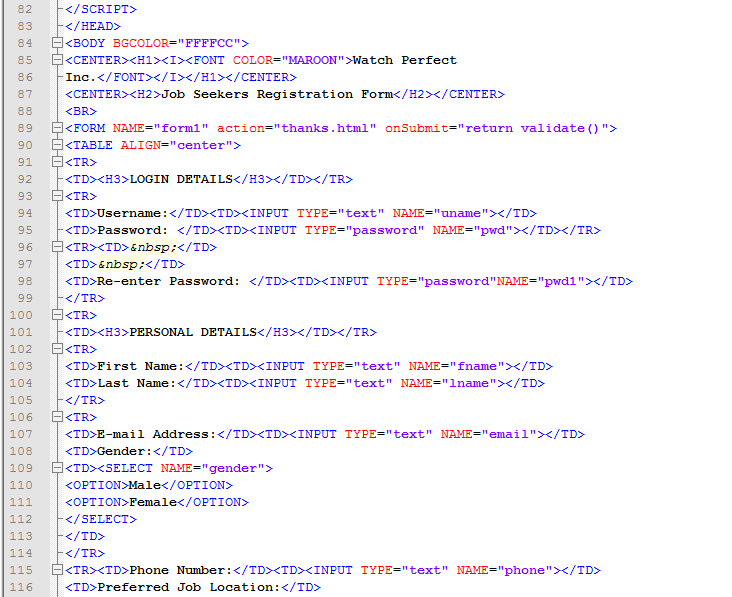 82 </SCRIPT>
83 </HEAD>
84 <BODY BGCOLOR="FFFFCC">
85 <CENTER><H1><I><FONT COLOR="MAROON">Watch Perfect
86 Inc.</FONT></I></H1></CENTER>
87 <CENTER><H2>Job Seekers Registration Form</H2></CENTER>
88 <BR>
89 <FORM NAME="form1" action="thanks.html" onSubmit="return validate()">
90 <TABLE ALIGN="center">
91 <TR>
92 <TD><H3>LOGIN DETAILS</H3></TD></TR>
93 <TR>
94 <TD>Username:</TD><TD><INPUT TYPE="text" NAME="uname"></TD>
95 <TD>Password: </TD><TD><INPUT TYPE="password" NAME="pwd"></TD></TR>
96 <TR><TD>&nbsp;</TD>
97 <TD>&nbsp;</TD>
98 <TD>Re-enter Password: </TD><TD><INPUT TYPE="password"NAME="pwd1"></TD>
99 </TR>
100 <TR>
101 <TD><H3>PERSONAL DETAILS</H3></TD></TR>
102 <TR>
103 <TD>First Name:</TD><TD><INPUT TYPE="text" NAME="fname"></TD>
104 <TD>Last Name:</TD><TD><INPUT TYPE="text" NAME="lname"></TD>
105 </TR>
106 <TR>
107 <TD>E-mail Address:</TD><TD><INPUT TYPE="text" NAME="email"></TD>
108 <TD>Gender:</TD>
109 <TD><SELECT NAME="gender">
110 <OPTION>Male</OPTION>
111 <OPTION>Female</OPTION>
112 </SELECT>
113 </TD>
114 </TR>
115 <TR><TD>Phone Number:</TD><TD><INPUT TYPE="text" NAME="phone"></TD>
116 <TD>Preferred Job Location:</TD>